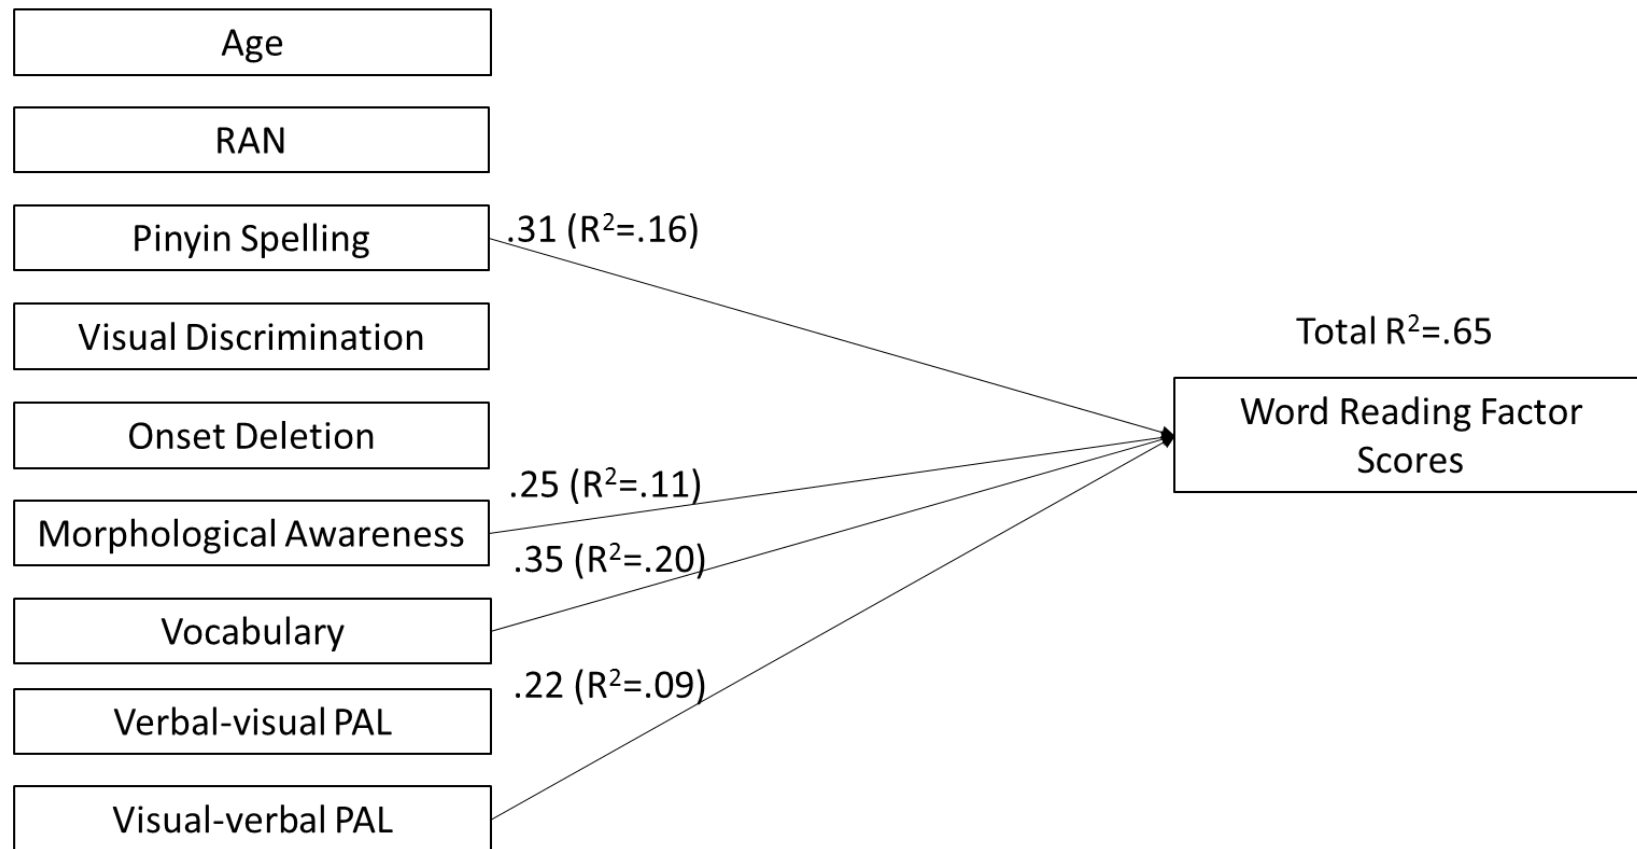 Age
RAN
Pinyin Spelling
.31 (R²=.16)
Visual Discrimination
Total R²=.65
Onset Deletion
Word Reading Factor
Scores
.25 (R²=.11)
Morphological Awareness
.35 (R²=.20)
Vocabulary
.22 (R²=.09)
Verbal-visual PAL
Visual-verbal PAL